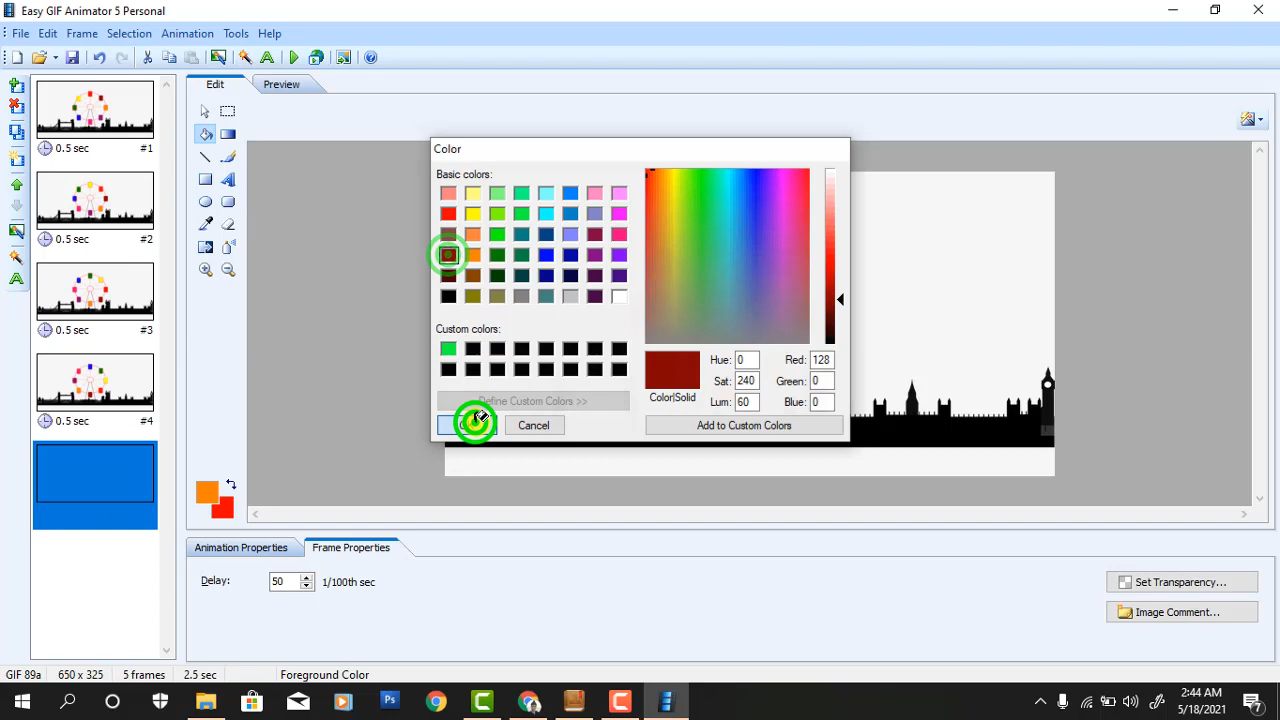 Easy GIF Animator 5 Personal
File Edit Frame Selection Animation Tools Help
Edit Preview
0.5 sec #1
0.5 sec #2
0.5 sec #3
0.5 sec #4
Color
Basic colors:
Custom colors:
Define Custom Colors >>
Cancel
Hue: 0 Red: 128
Sat: 240 Green: 0
Color|Solid Lum: 60 Blue: 0
Add to Custom Colors
Animation Properties Frame Properties
Delay: 50 1/100th sec
Set Transparency...
Image Comment...
GIF 89a 650 x 325 5 frames 2.5 sec Foreground Color
Ps
2:44 AM
5/18/2021
7